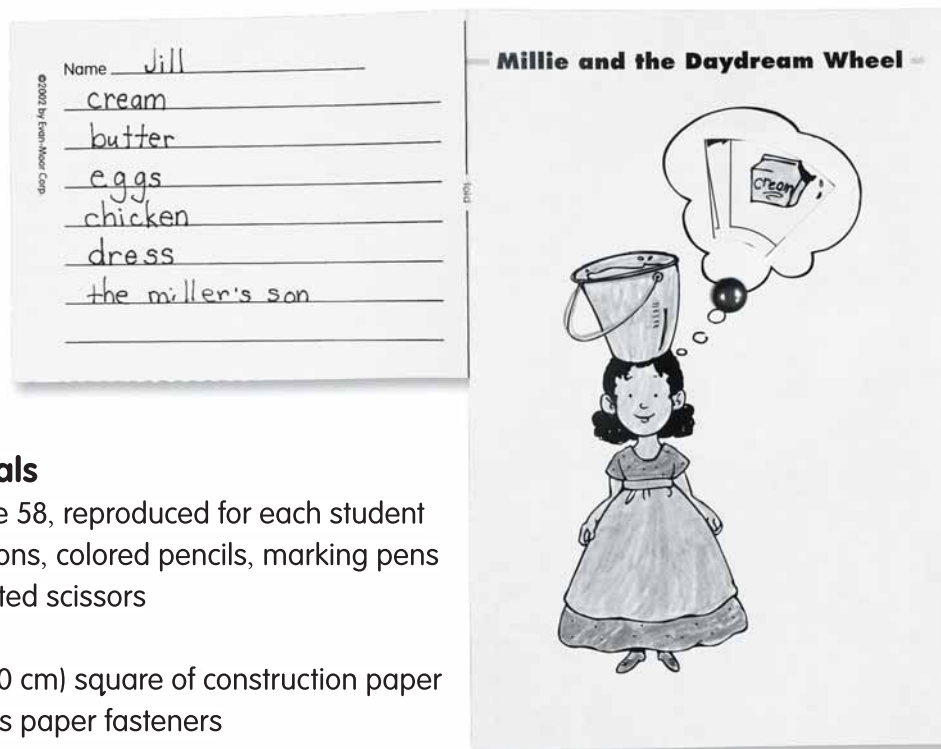 Name Jill
cream
butter
eggs
chicken
dress
the miller's son
©2002 by Evan-Moor Corp.
fold
Millie and the Daydream Wheel
cream
als
e 58, reproduced for each student
ons, colored pencils, marking pens
ted scissors
0 cm) square of construction paper
s paper fasteners